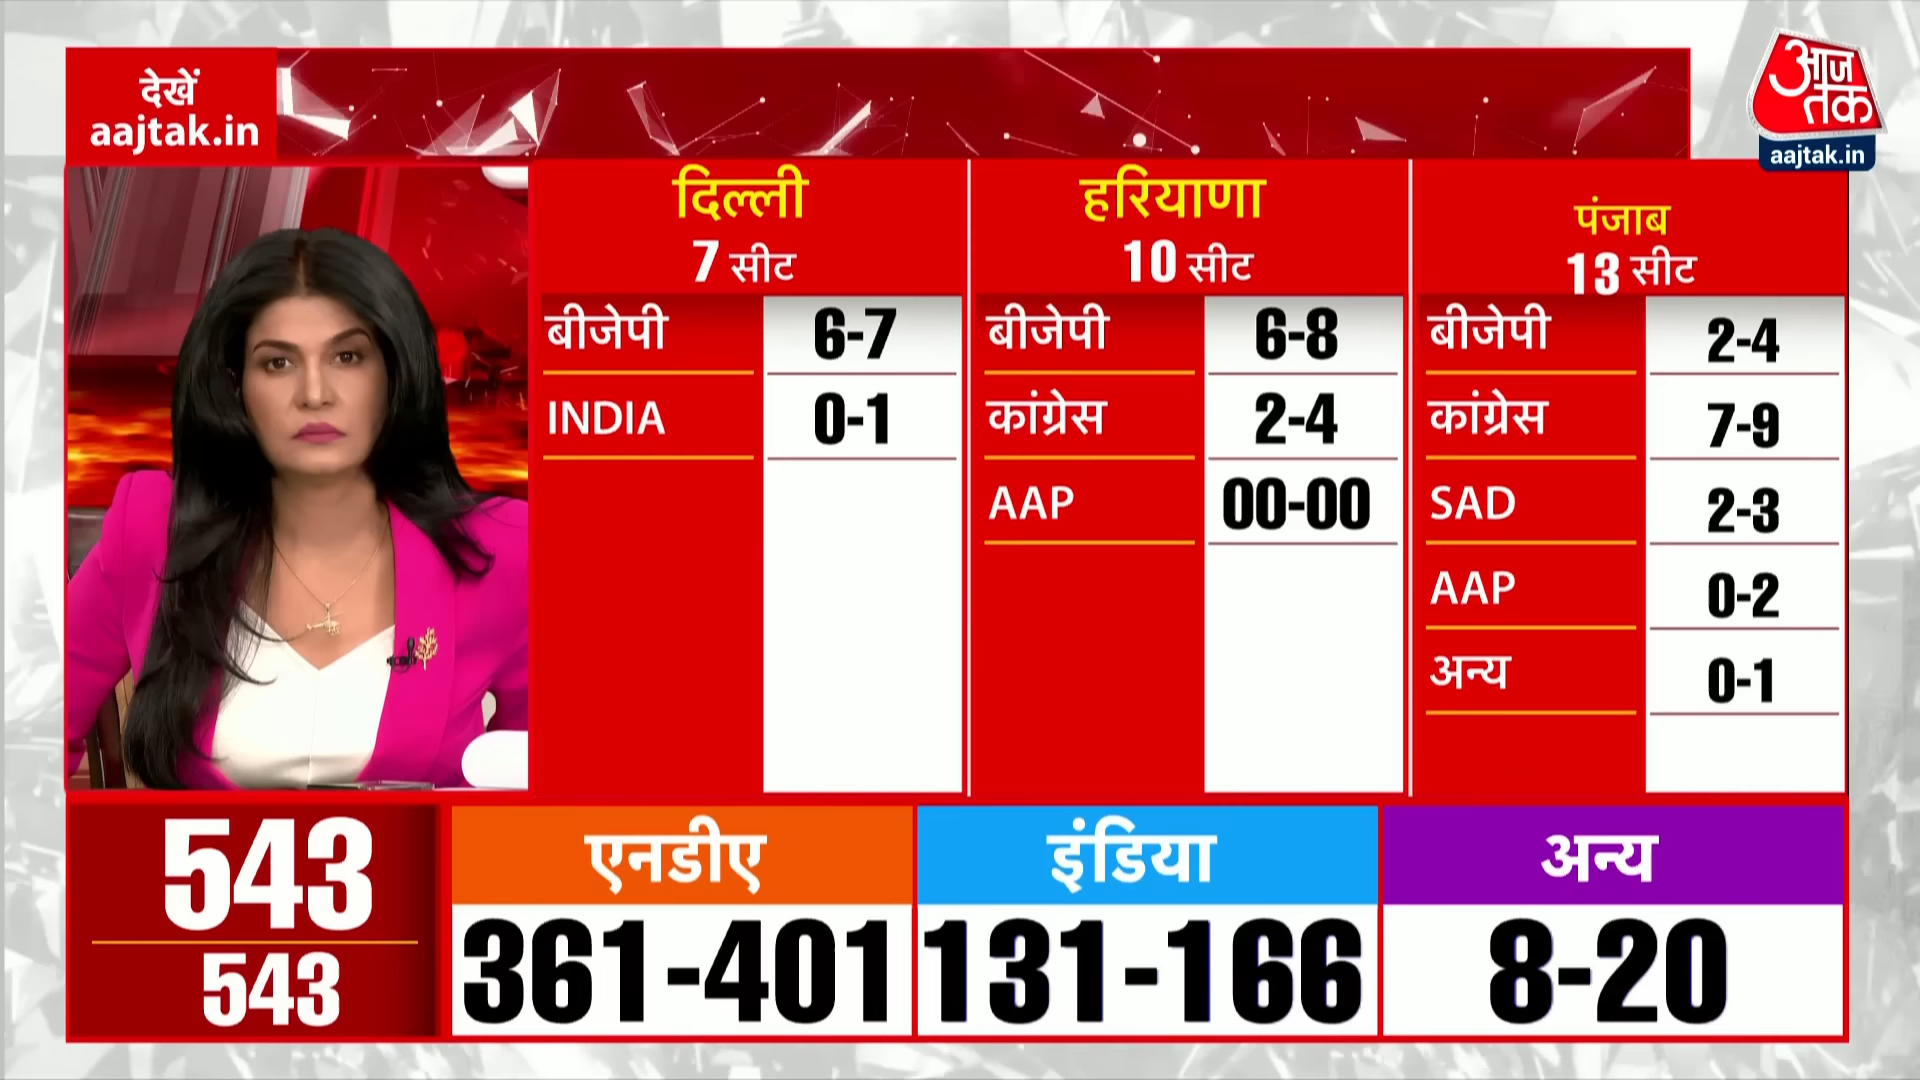 देखें
aajtak.in
आज
तक
aajtak.in
दिल्ली
7 सीट
बीजेपी 6-7
INDIA 0-1
हरियाणा
10 सीट
बीजेपी 6-8
कांग्रेस 2-4
AAP 00-00
पंजाब
13 सीट
बीजेपी 2-4
कांग्रेस 7-9
SAD 2-3
AAP 0-2
अन्य 0-1
543
543
एनडीए
361-401
इंडिया
131-166
अन्य
8-20